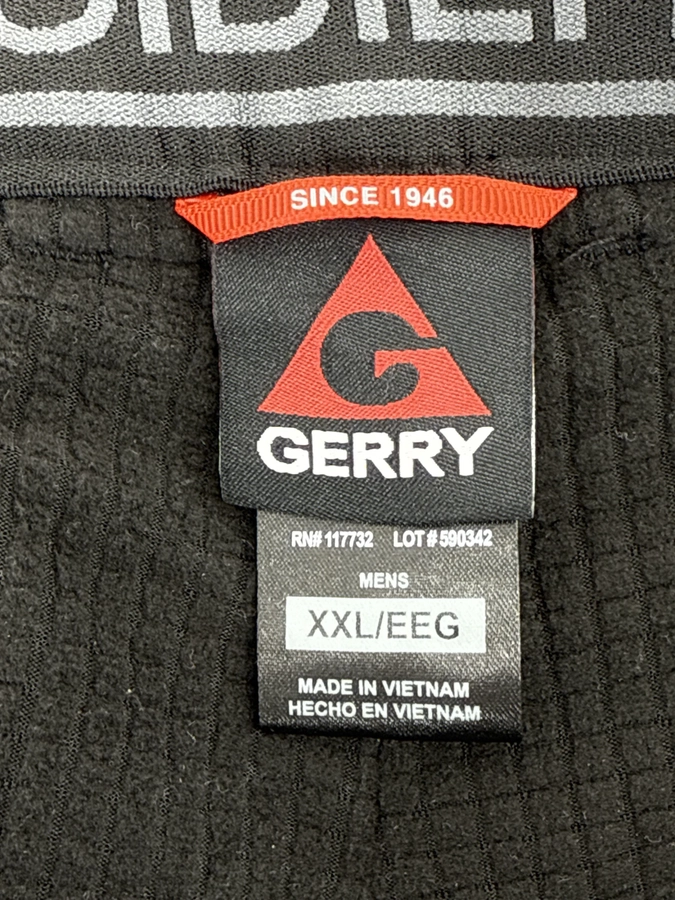 SINCE 1946
GERRY
RN# 117732 LOT # 590342
MENS
XXL/EEG
MADE IN VIETNAM
HECHO EN VIETNAM